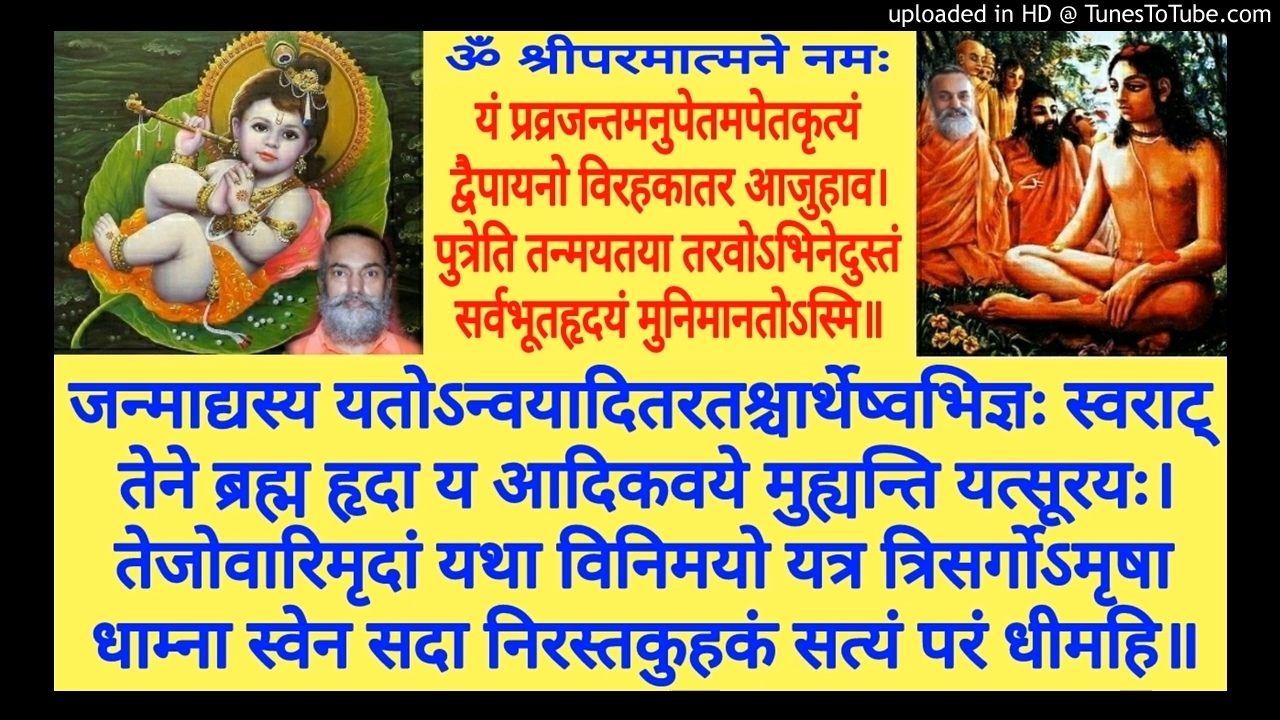 uploaded in HD @ TunesToTube.com
ॐ श्रीपरमात्मने नमः
यं प्रव्रजन्तमनुपेतमपेतकृत्यं
द्वैपायनो विरहकातर आजुहाव।
पुत्रेति तन्मयतया तरवोऽभिनेदुस्तं
सर्वभूतहृदयं मुनिमानतोऽस्मि॥
जन्माद्यस्य यतोऽन्वयादितरतश्चार्थेष्वभिज्ञः स्वराट्
तेने ब्रह्म हृदा य आदिकवये मुह्यन्ति यत्सूरयः।
तेजोवारिमृदां यथा विनिमयो यत्र त्रिसर्गोऽमृषा
धाम्ना स्वेन सदा निरस्तकुहकं सत्यं परं धीमहि॥